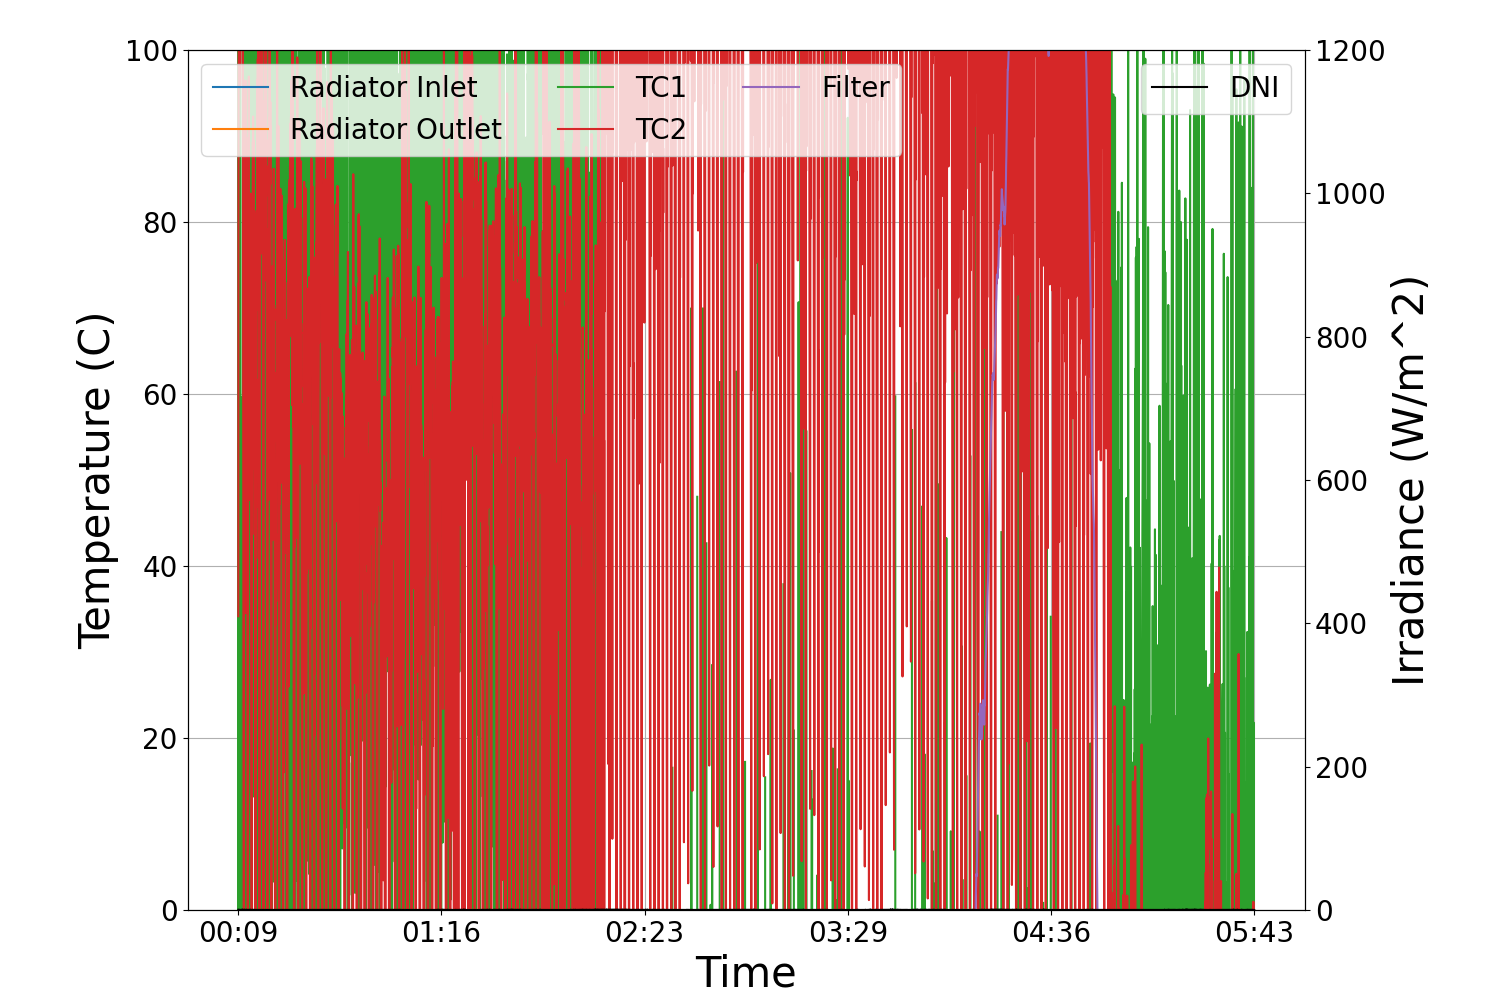 100
80
60
40
20
0
Temperature (C)
Radiator Inlet
Radiator Outlet
TC1
TC2
Filter
DNI
1200
1000
800
600
400
200
0
Irradiance (W/m^2)
00:09 01:16 02:23 03:29 04:36 05:43
Time